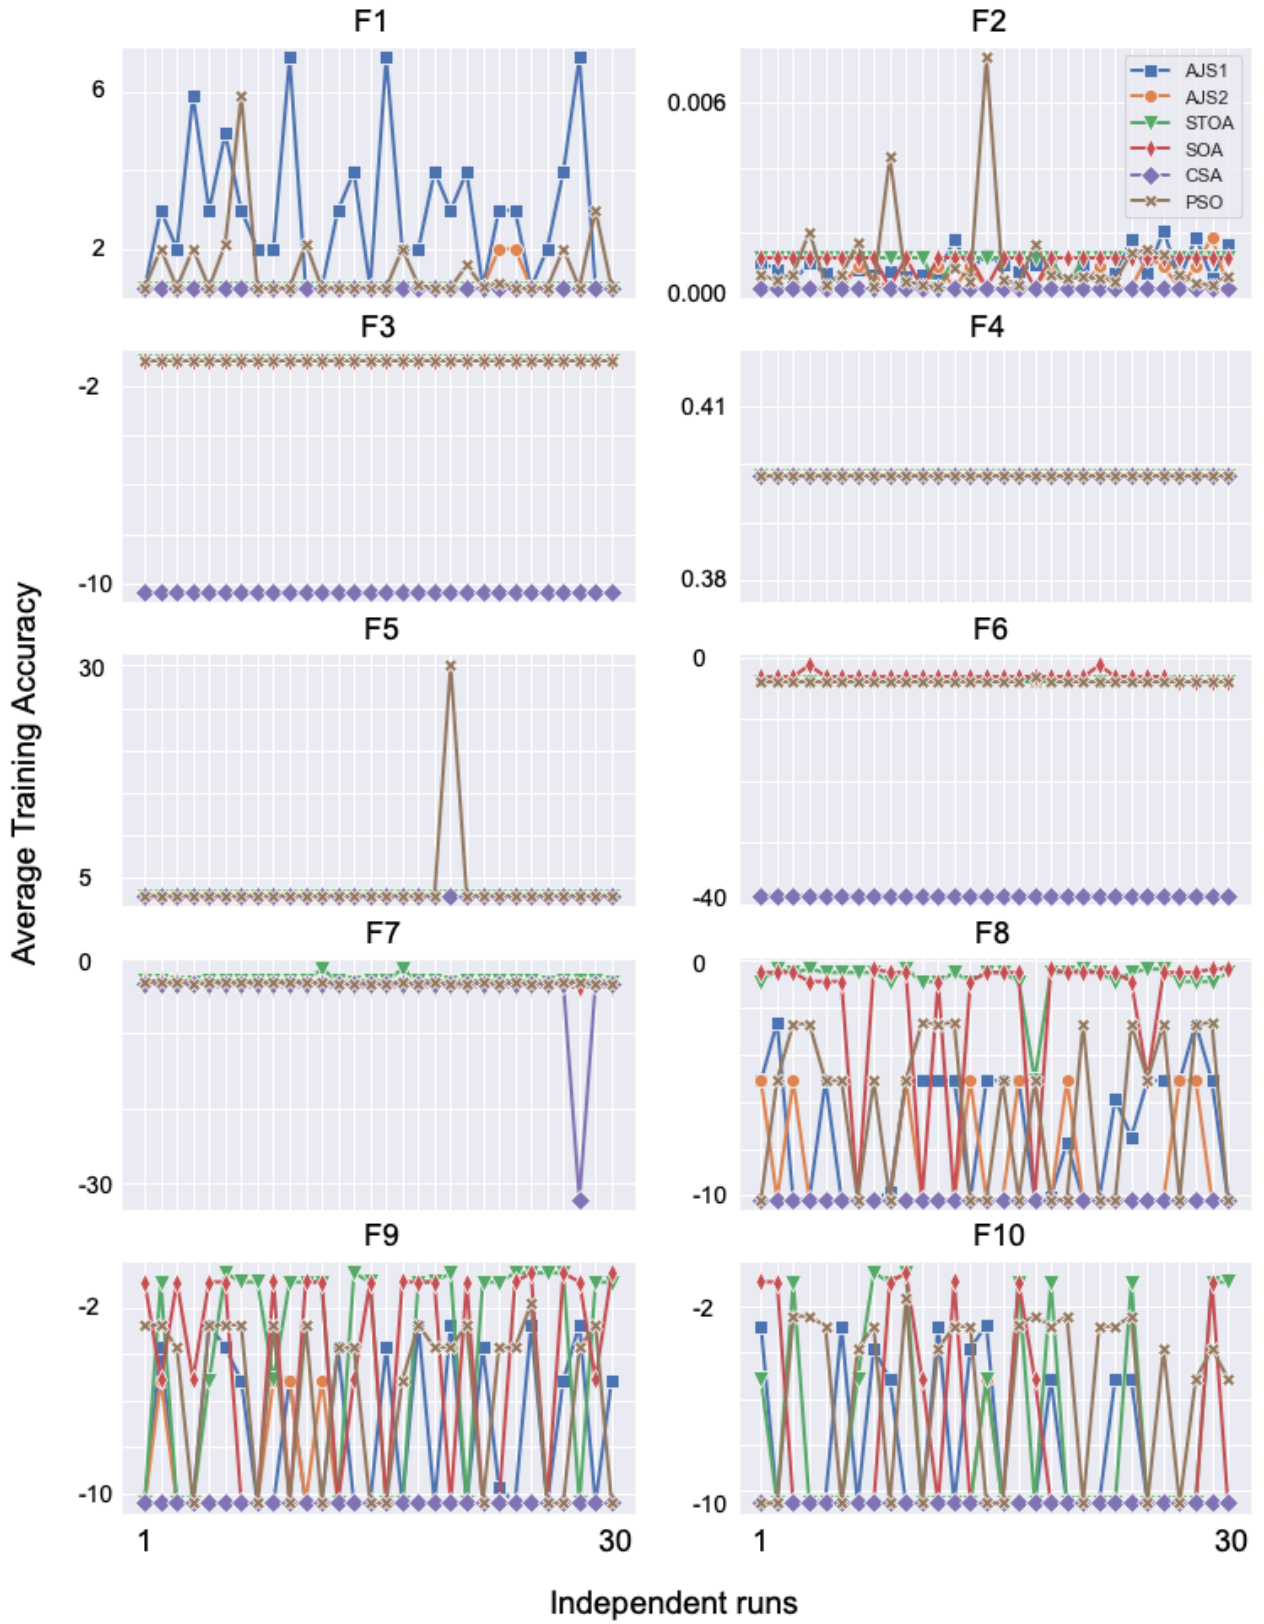 F1
6
2
F2
0.006
0.000
AJS1
AJS2
STOA
SOA
CSA
PSO
F3
-2
-10
F4
0.41
0.38
F5
30
5
F6
0
-40
F7
0
-30
F8
0
-10
F9
-2
-10
1
30
F10
-2
-10
1
30
Average Training Accuracy
Independent runs